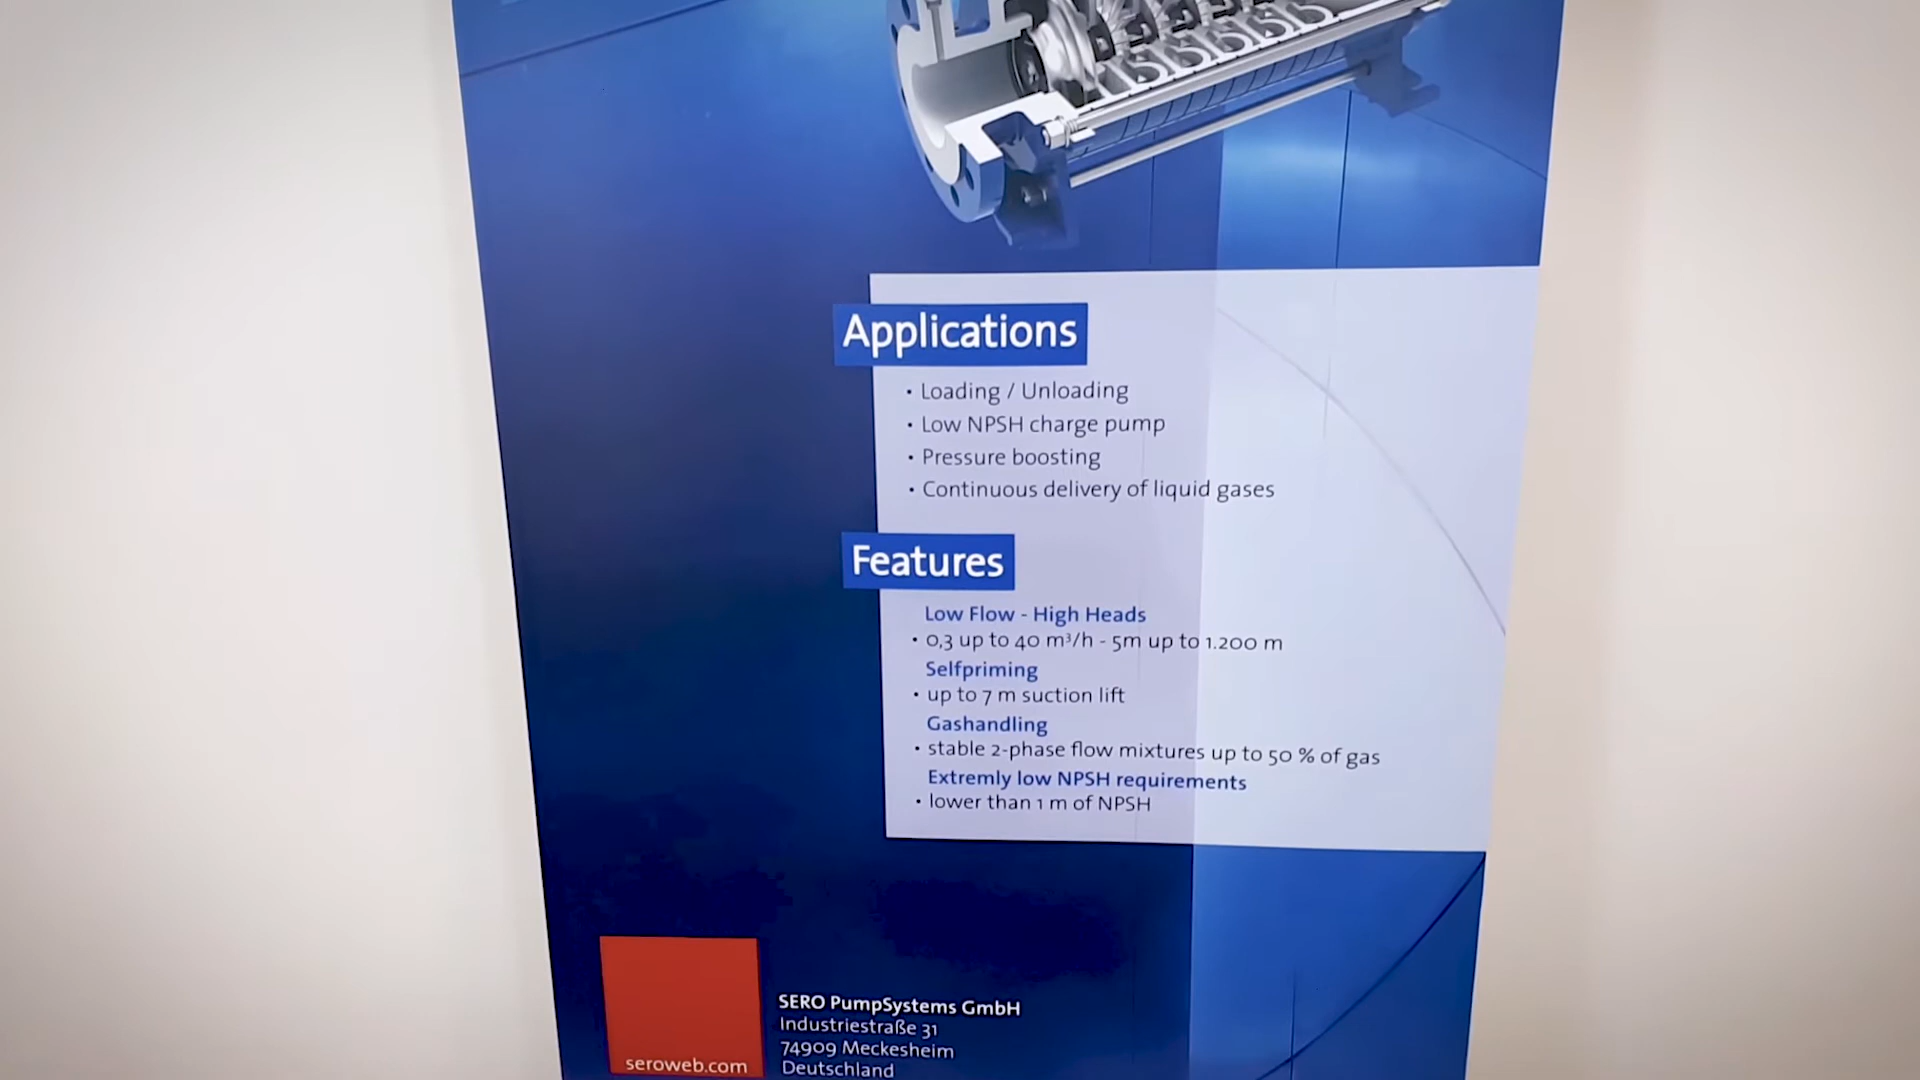 Applications
• Loading / Unloading
• Low NPSH charge pump
• Pressure boosting
• Continuous delivery of liquid gases
Features
Low Flow - High Heads
• 0,3 up to 40 m³/h - 5m up to 1.200 m
Selfpriming
• up to 7 m suction lift
Gashandling
• stable 2-phase flow mixtures up to 50 % of gas
Extremly low NPSH requirements
• lower than 1 m of NPSH
seroweb.com
SERO PumpSystems GmbH
Industriestraße 31
74909 Meckesheim
Deutschland